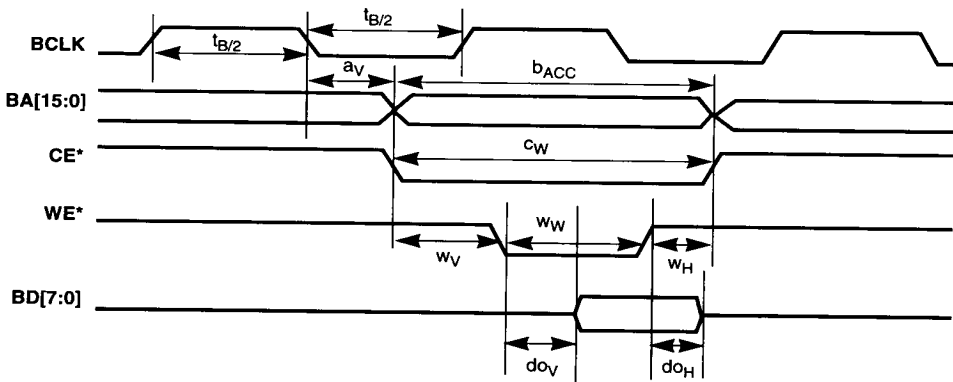 BCLK
tB/2
tB/2
aV
bACC
BA[15:0]
CE*
cW
WE*
wW
wV
wH
BD[7:0]
doV
doH